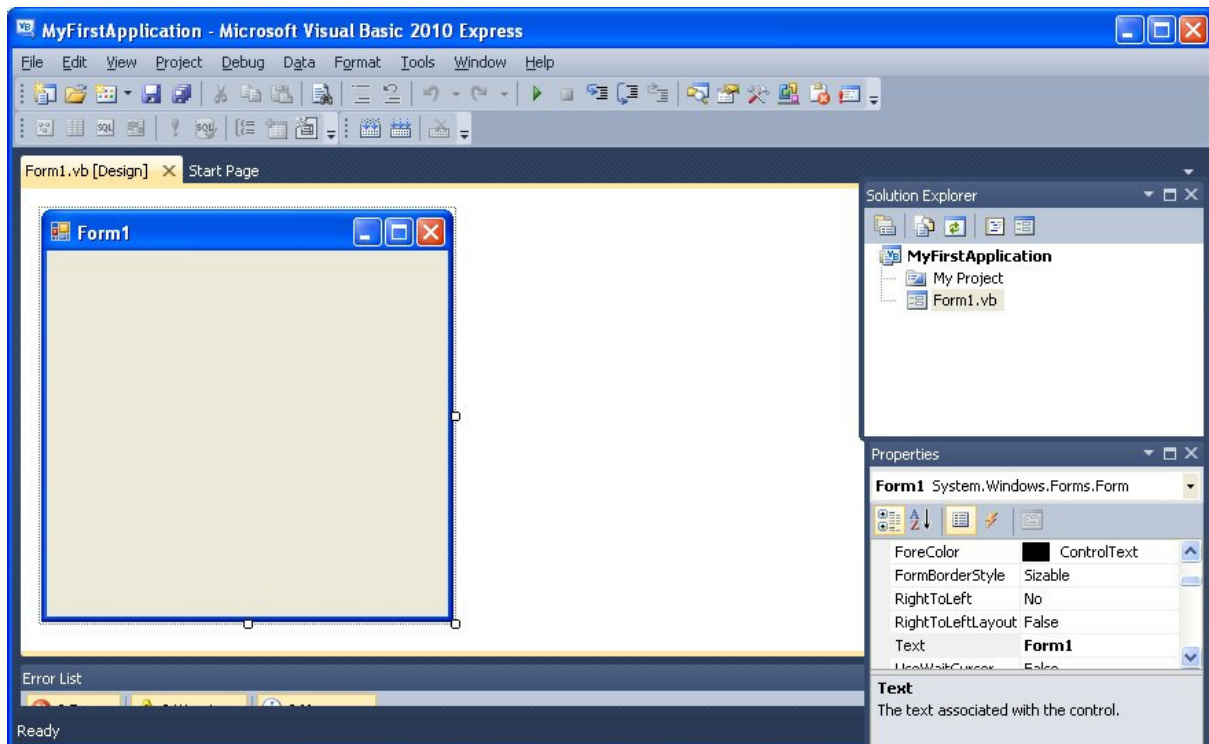 MyFirstApplication - Microsoft Visual Basic 2010 Express
File Edit View Project Debug Data Format Tools Window Help
Form1.vb [Design] Start Page
Form1
Solution Explorer
MyFirstApplication
My Project
Form1.vb
Properties
Form1 System.Windows.Forms.Form
ForeColor ControlText
FormBorderStyle Sizable
RightToLeft No
RightToLeftLayout False
Text Form1
UseWaitCursor False
Text
The text associated with the control.
Error List
Ready